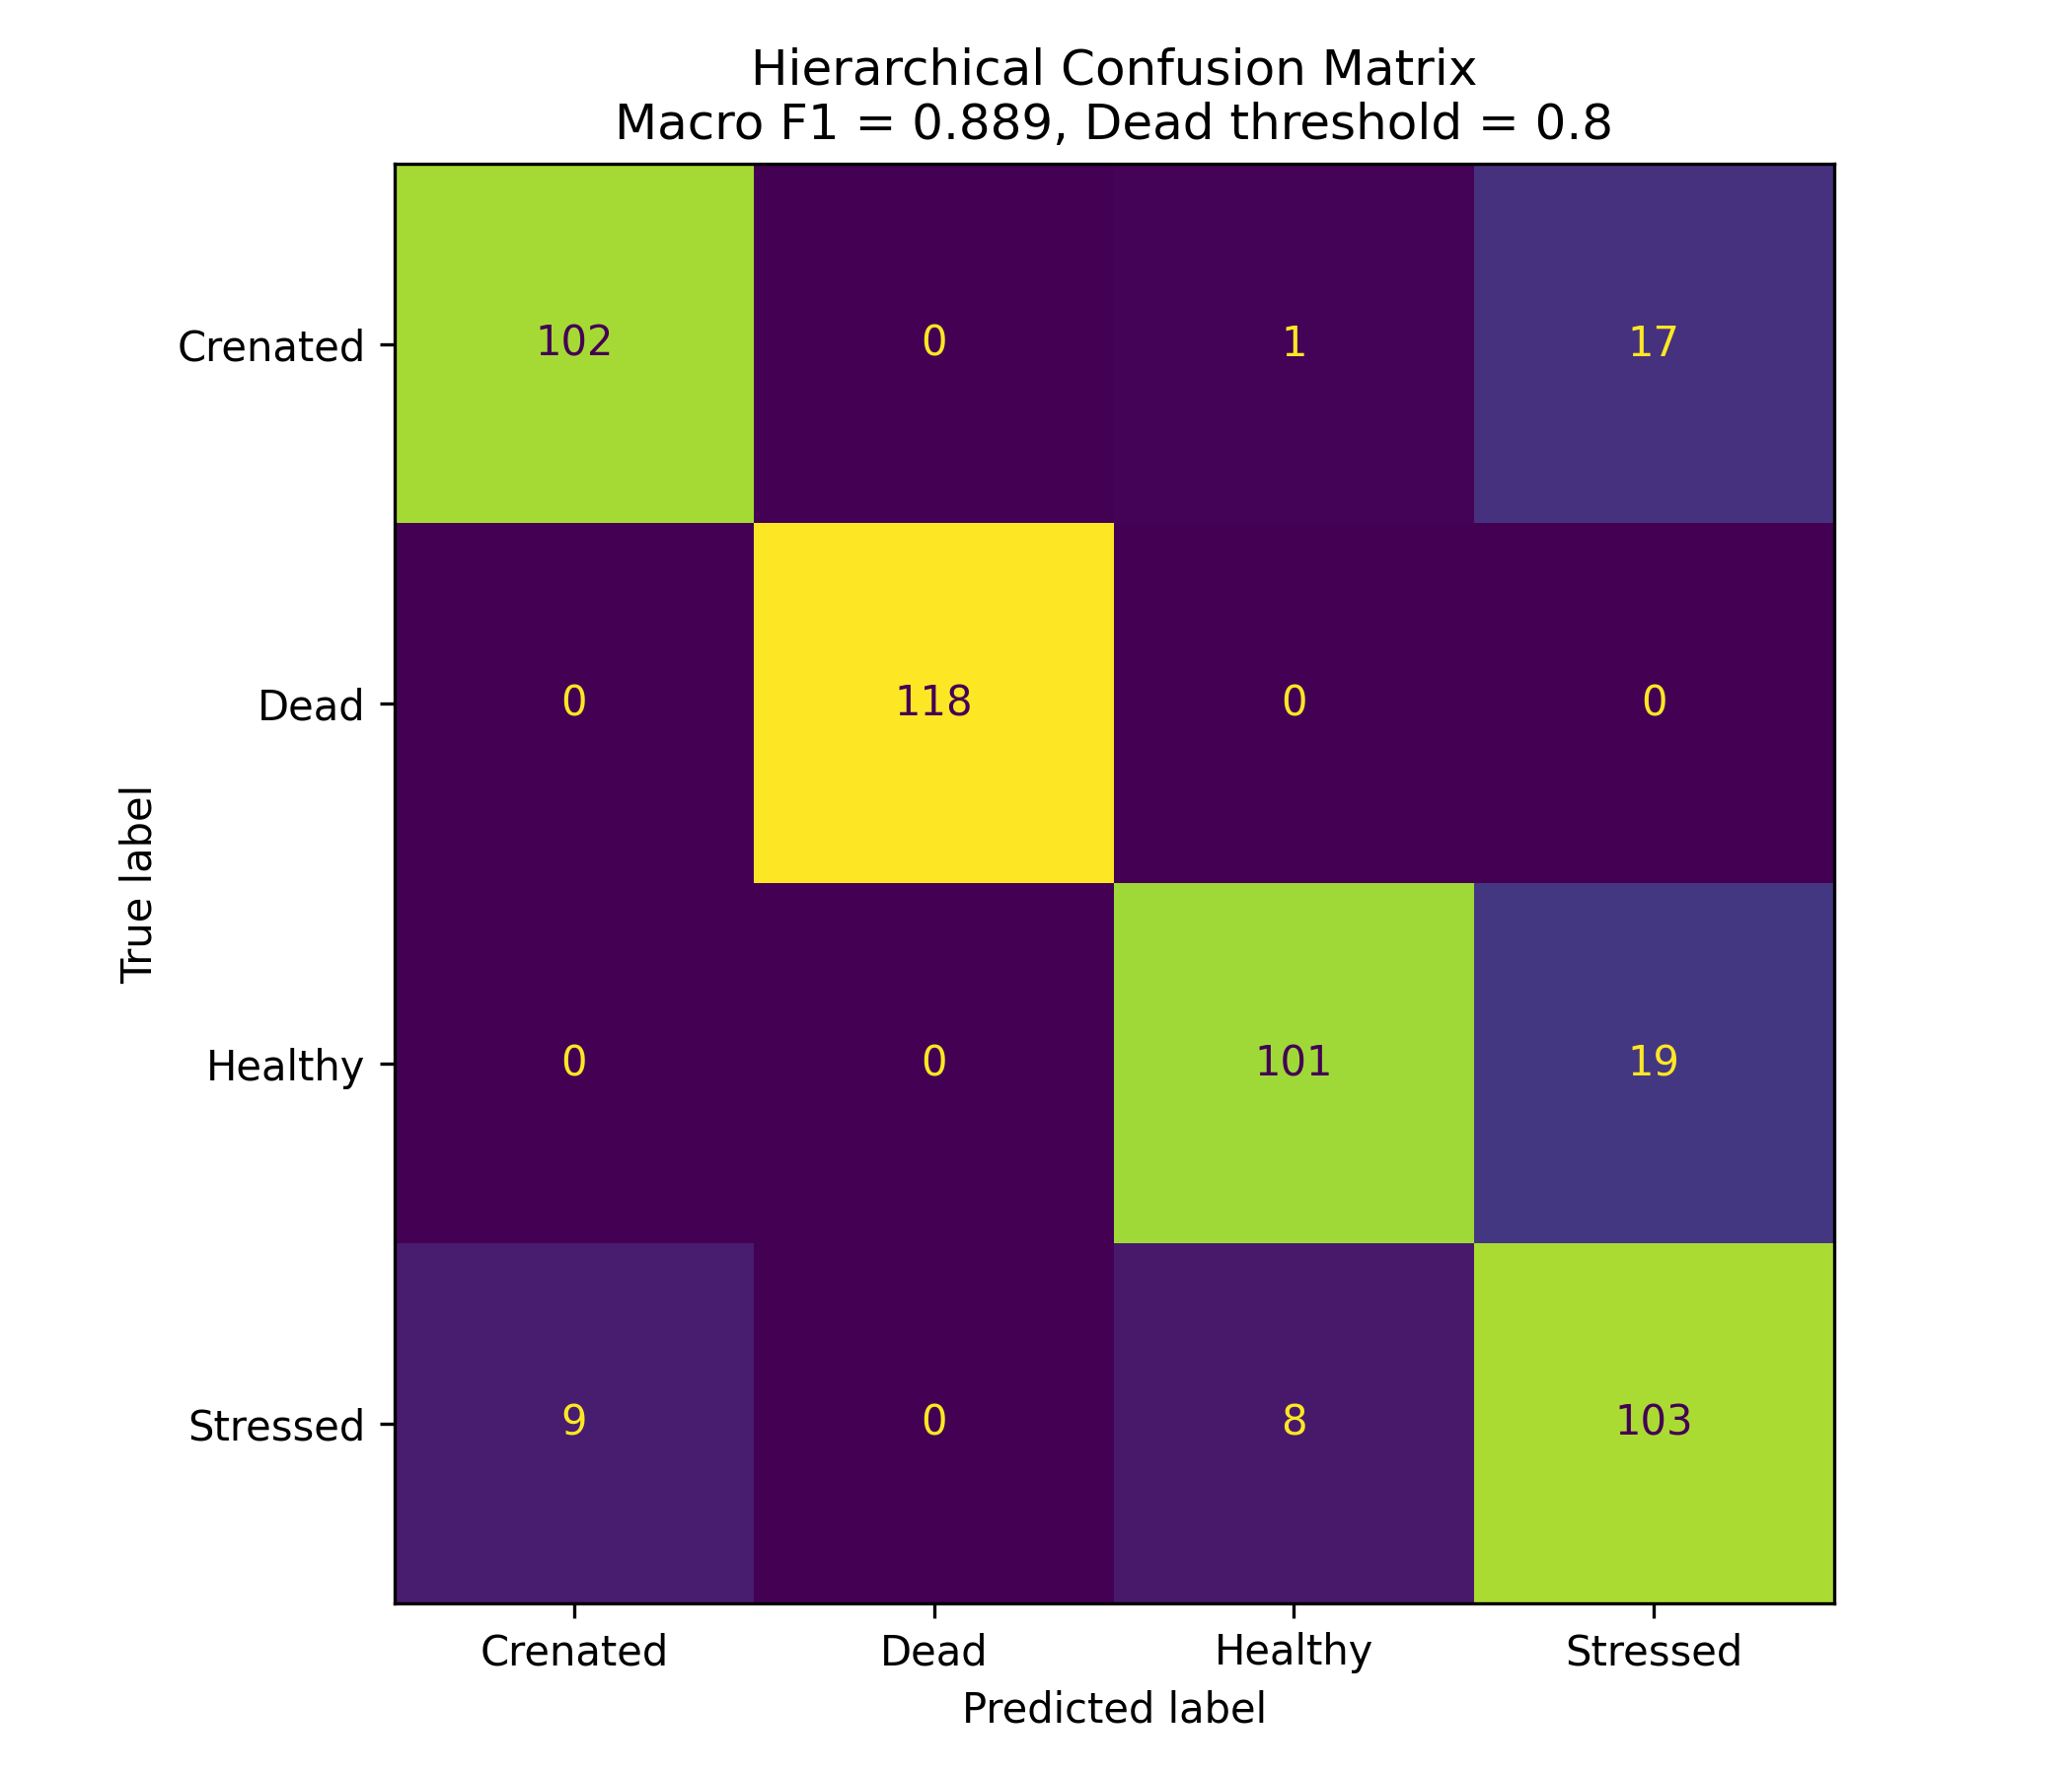 Hierarchical Confusion Matrix
Macro F1 = 0.889, Dead threshold = 0.8
True label
Crenated 102 0 1 17
Dead 0 118 0 0
Healthy 0 0 101 19
Stressed 9 0 8 103
Crenated Dead Healthy Stressed
Predicted label